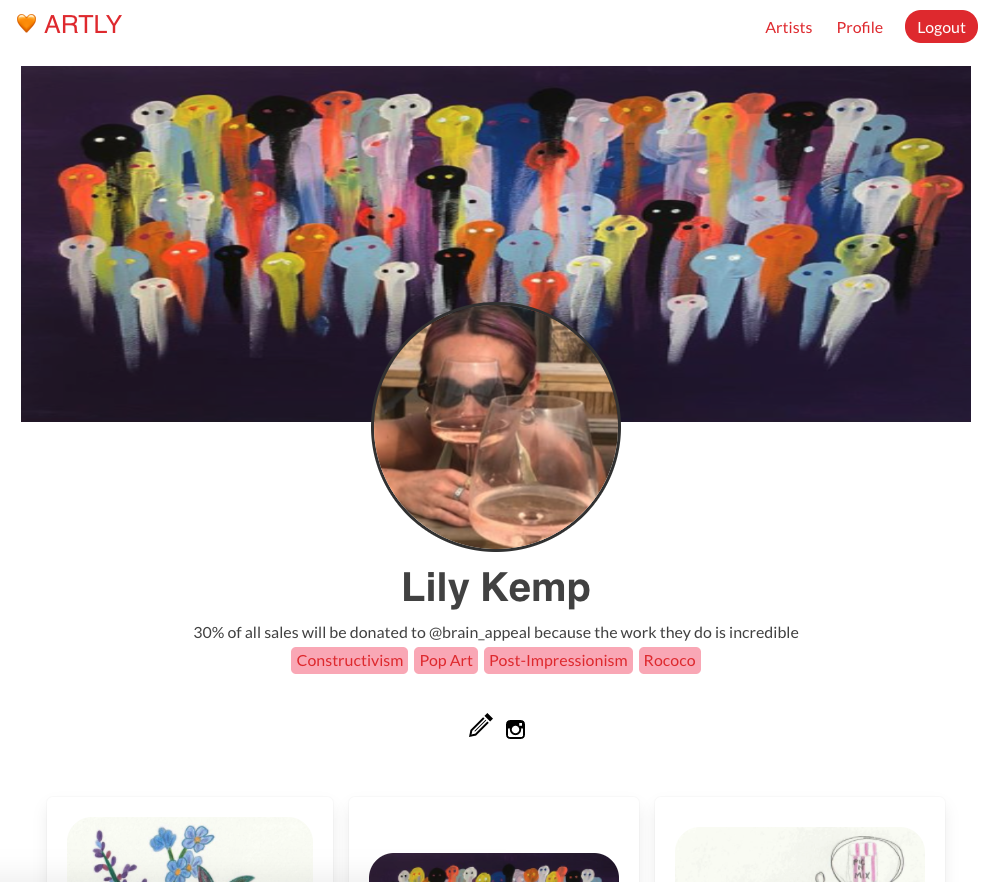 ARTLY
Artists Profile Logout
Lily Kemp
30% of all sales will be donated to @brain_appeal because the work they do is incredible
Constructivism Pop Art Post-Impressionism Rococo
MIX